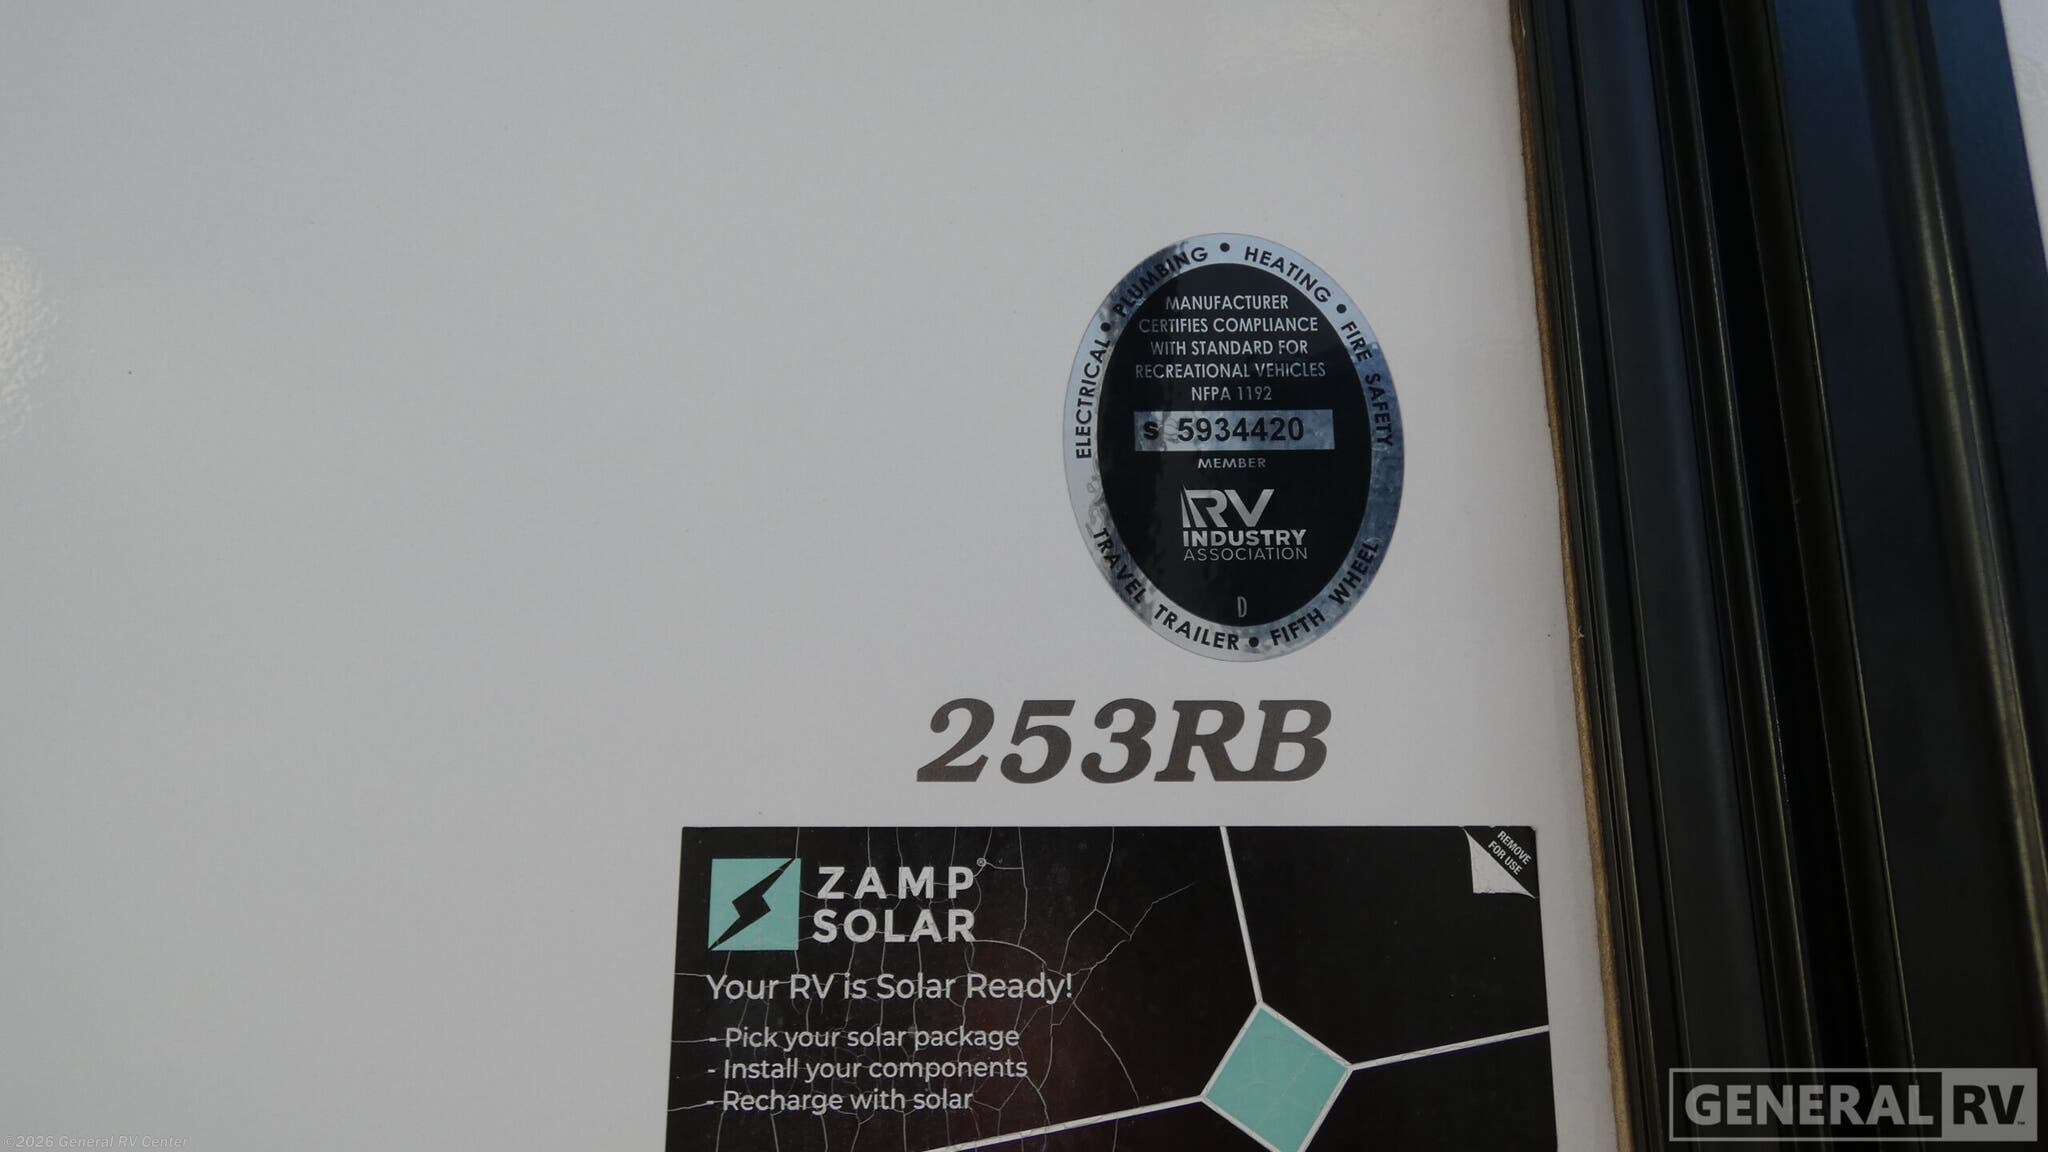 ELECTRICAL • PLUMBING • HEATING • FIRE SAFETY
MANUFACTURER
CERTIFIES COMPLIANCE
WITH STANDARD FOR
RECREATIONAL VEHICLES
NFPA 1192
S 5934420
MEMBER
RV
INDUSTRY
ASSOCIATION
D
TRAVEL TRAILER • FIFTH WHEEL
253RB
REMOVE
FOR USE
ZAMP®
SOLAR
Your RV is Solar Ready!
- Pick your solar package
- Install your components
- Recharge with solar
GENERAL RV™
©2026 General RV Center